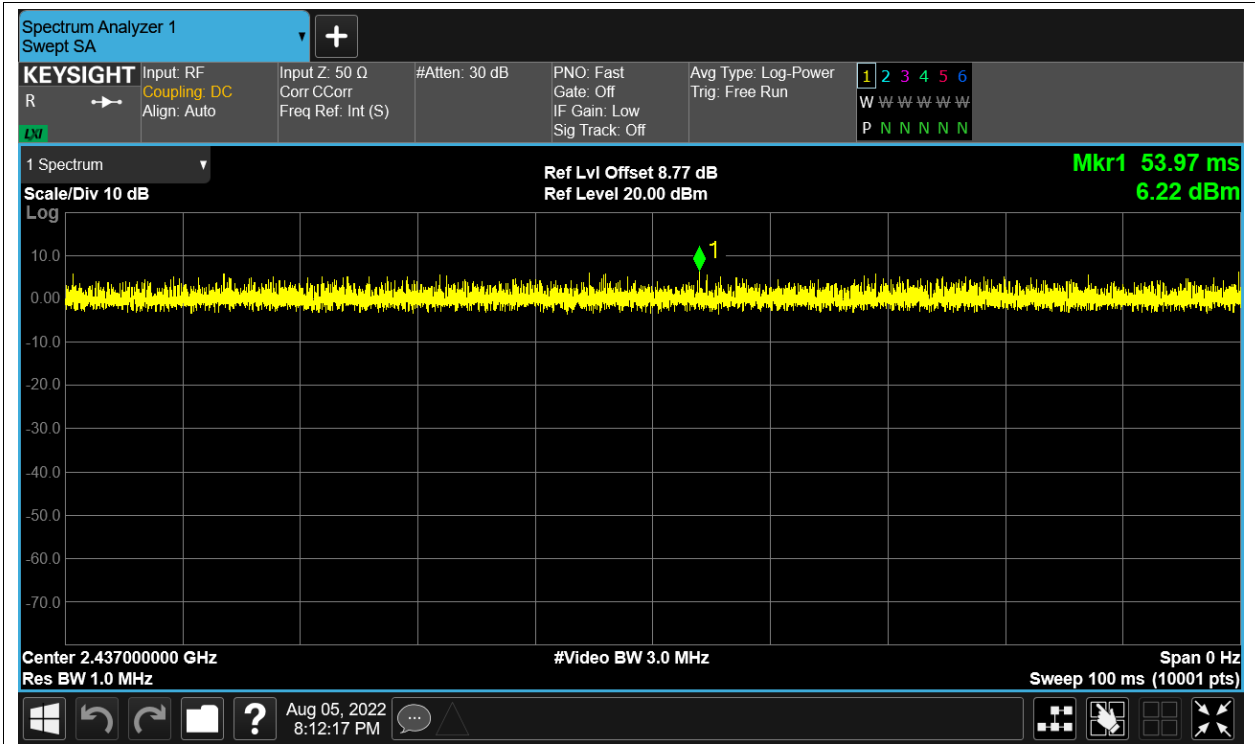 Spectrum Analyzer 1
Swept SA
KEYSIGHT
R
LXI
Input: RF
Coupling: DC
Align: Auto
Input Z: 50 Ω
Corr CCorr
Freq Ref: Int (S)
#Atten: 30 dB
PNO: Fast
Gate: Off
IF Gain: Low
Sig Track: Off
Avg Type: Log-Power
Trig: Free Run
1 2 3 4 5 6
W W W W W W
P N N N N N
1 Spectrum
Scale/Div 10 dB
Ref Lvl Offset 8.77 dB
Ref Level 20.00 dBm
Mkr1 53.97 ms
6.22 dBm
Log
1
10.0
0.00
-10.0
-20.0
-30.0
-40.0
-50.0
-60.0
-70.0
Center 2.437000000 GHz
#Video BW 3.0 MHz
Span 0 Hz
Res BW 1.0 MHz
Sweep 100 ms (10001 pts)
?
Aug 05, 2022
8:12:17 PM